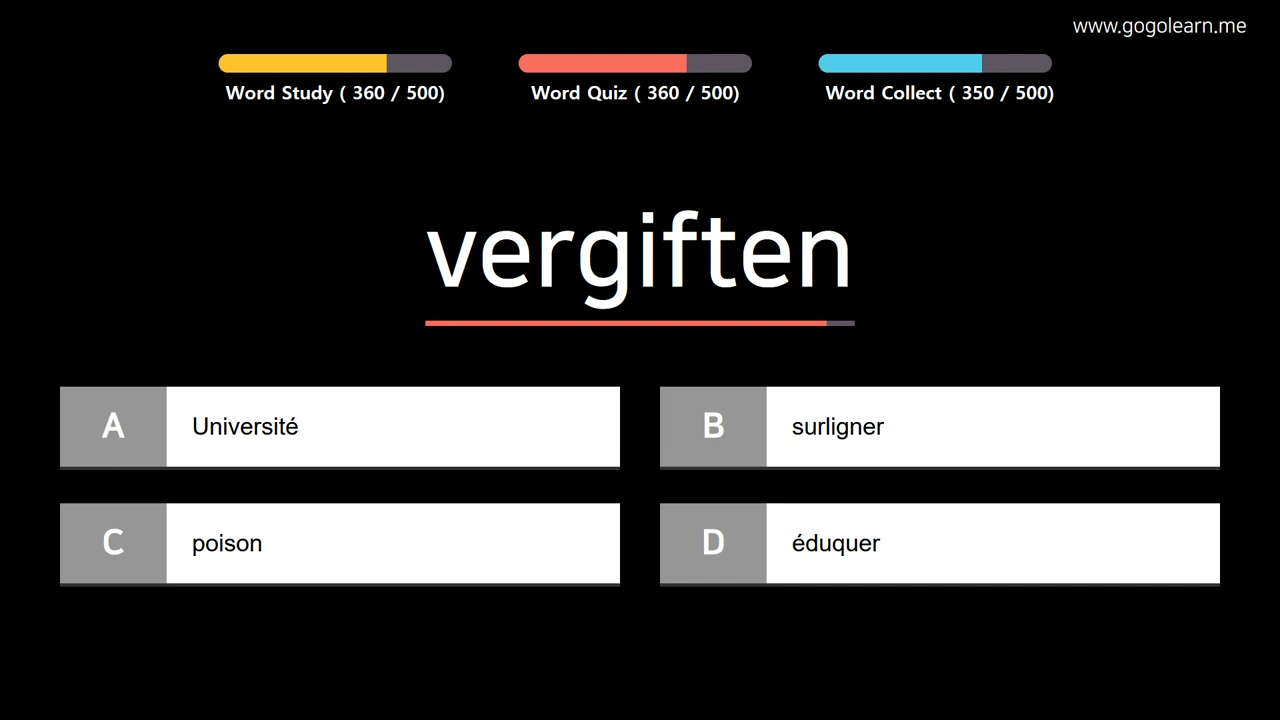 www.gogolearn.me
Word Study ( 360 / 500)
Word Quiz ( 360 / 500)
Word Collect ( 350 / 500)
vergiften
A Université
B surligner
C poison
D éduquer